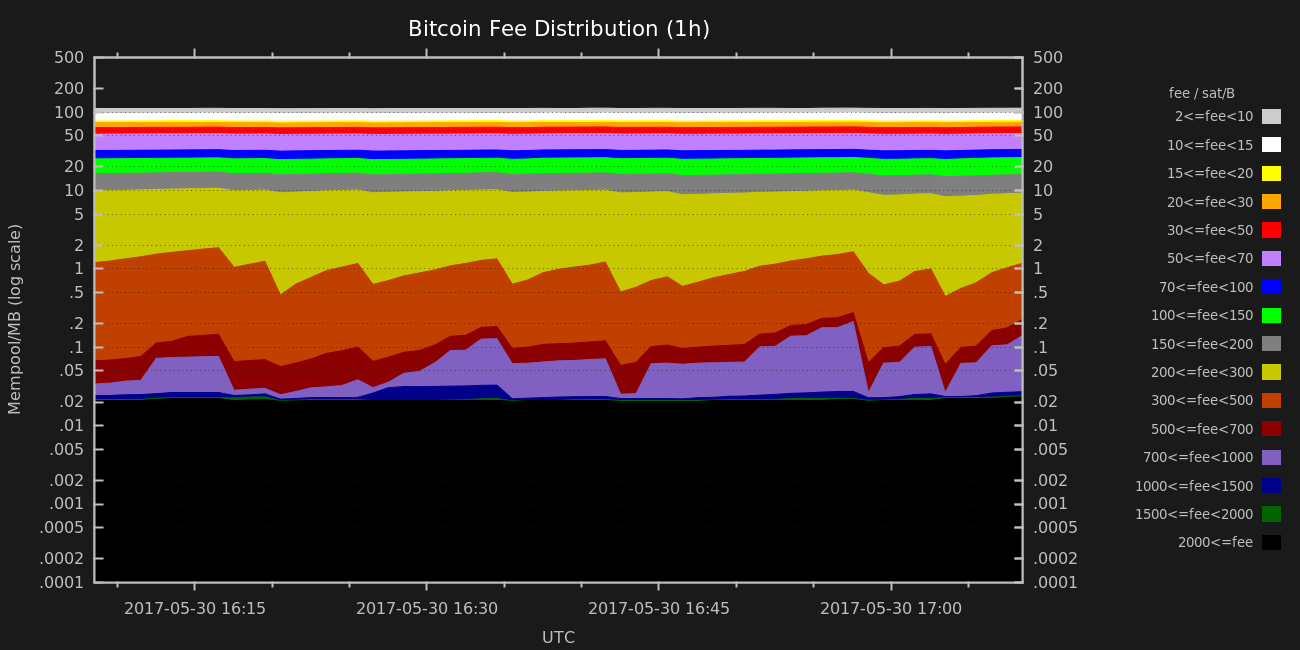 Bitcoin Fee Distribution (1h)
500
200
100
50
20
10
5
2
1
.5
.2
.1
.05
.02
.01
.005
.002
.001
.0005
.0002
.0001
Mempool/MB (log scale)
500
200
100
50
20
10
5
2
1
.5
.2
.1
.05
.02
.01
.005
.002
.001
.0005
.0002
.0001
2017-05-30 16:15
2017-05-30 16:30
2017-05-30 16:45
2017-05-30 17:00
UTC
fee / sat/B
2<=fee<10
10<=fee<15
15<=fee<20
20<=fee<30
30<=fee<50
50<=fee<70
70<=fee<100
100<=fee<150
150<=fee<200
200<=fee<300
300<=fee<500
500<=fee<700
700<=fee<1000
1000<=fee<1500
1500<=fee<2000
2000<=fee